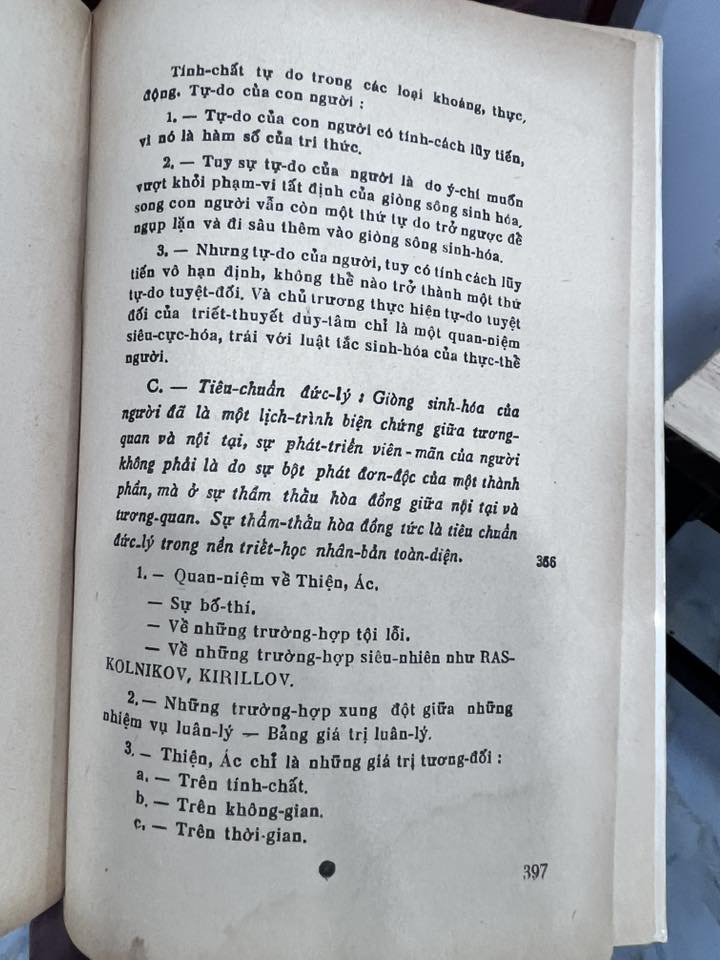 Tính-chất tự do trong các loại khoáng, thực,
động. Tự-do của con người :
1. — Tự-do của con người có tính-cách lũy tiến,
vì nó là hàm số của tri thức.
2. — Tuy sự tự-do của người là do ý-chí muốn
vượt khỏi phạm-vi tất định của giòng sông sinh hóa,
song con người vẫn còn một thứ tự do trở ngược để
ngụp lặn và đi sâu thêm vào giòng sông sinh-hóa.
3. — Nhưng tự-do của người, tuy có tính cách lũy
tiến vô hạn định, không thể nào trở thành một thứ
tự-do tuyệt-đối. Và chủ trương thực hiện tự-do tuyệt
đối của triết-thuyết duy-tâm chỉ là một quan-niệm
siêu-cực-hóa, trái với luật tắc sinh-hóa của thực-thể
người.
C. — Tiêu-chuẩn đức-lý : Giòng sinh-hóa của
người đã là một lịch-trình biện chứng giữa tương-
quan và nội tại, sự phát-triển viên-mãn của người
không phải là do sự bột phát đơn-độc của một thành
phần, mà ở sự thẩm thấu hòa đồng giữa nội tại và
tương-quan. Sự thẩm-thấu hòa đồng tức là tiêu chuẩn
đức-lý trong nền triết-học nhân-bản toàn-diện. 366
1. — Quan-niệm về Thiện, Ác.
— Sự bố-thí.
— Về những trường-hợp tội lỗi.
— Về những trường-hợp siêu-nhiên như RAS-
KOLNIKOV, KIRILLOV.
2. — Những trường-hợp xung đột giữa những
nhiệm vụ luân-lý — Bảng giá trị luân-lý.
3. — Thiện, Ác chỉ là những giá trị tương-đối :
a. — Trên tính-chất.
b. — Trên không-gian.
c. — Trên thời-gian.
397